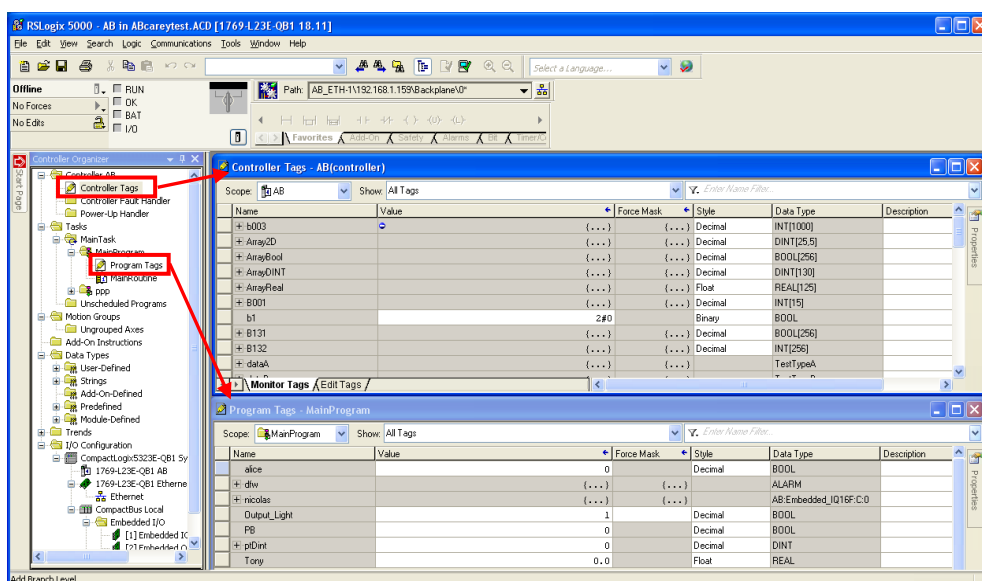 RSLogix 5000 - AB in ABcareytest.ACD [1769-L23E-QB1 18.11]
File Edit View Search Logic Communications Tools Window Help
Select a Language...
Offline
RUN
No Forces
OK
BAT
No Edits
I/O
Path: AB_ETH-1\192.168.1.159\Backplane\0*
Favorites Add-On Safety Alarms Bit Timer/C
Start Page
Controller Organizer
Controller AB
Controller Tags
Controller Fault Handler
Power-Up Handler
Tasks
MainTask
MainProgram
Program Tags
MainRoutine
ppp
Unscheduled Programs
Motion Groups
Ungrouped Axes
Add-On Instructions
Data Types
User-Defined
Strings
Add-On-Defined
Predefined
Module-Defined
Trends
I/O Configuration
CompactLogix5323E-QB1 Sy
1769-L23E-QB1 AB
1769-L23E-QB1 Etherne
Ethernet
CompactBus Local
Embedded I/O
[1] Embedded IC
[2] Embedded O
Controller Tags - AB(controller)
Scope: AB Show: All Tags Enter Name Filter...
Name Value Force Mask Style Data Type Description
b003 {...} {...} Decimal INT[1000]
Array2D {...} {...} Decimal DINT[25,5]
ArrayBool {...} {...} Decimal BOOL[256]
ArrayDINT {...} {...} Decimal DINT[130]
ArrayReal {...} {...} Float REAL[125]
B001 {...} {...} Decimal INT[15]
b1 2#0 Binary BOOL
B131 {...} {...} Decimal BOOL[256]
B132 {...} {...} Decimal INT[256]
dataA {...} {...} TestTypeA
Monitor Tags Edit Tags
Properties
Program Tags - MainProgram
Scope: MainProgram Show: All Tags Enter Name Filter...
Name Value Force Mask Style Data Type Description
alice 0 Decimal BOOL
dfw {...} {...} ALARM
nicolas {...} {...} AB:Embedded_IQ16F:C:0
Output_Light 1 Decimal BOOL
PB 0 Decimal BOOL
ptDint 0 Decimal DINT
Tony 0.0 Float REAL
Properties
Add Branch Level